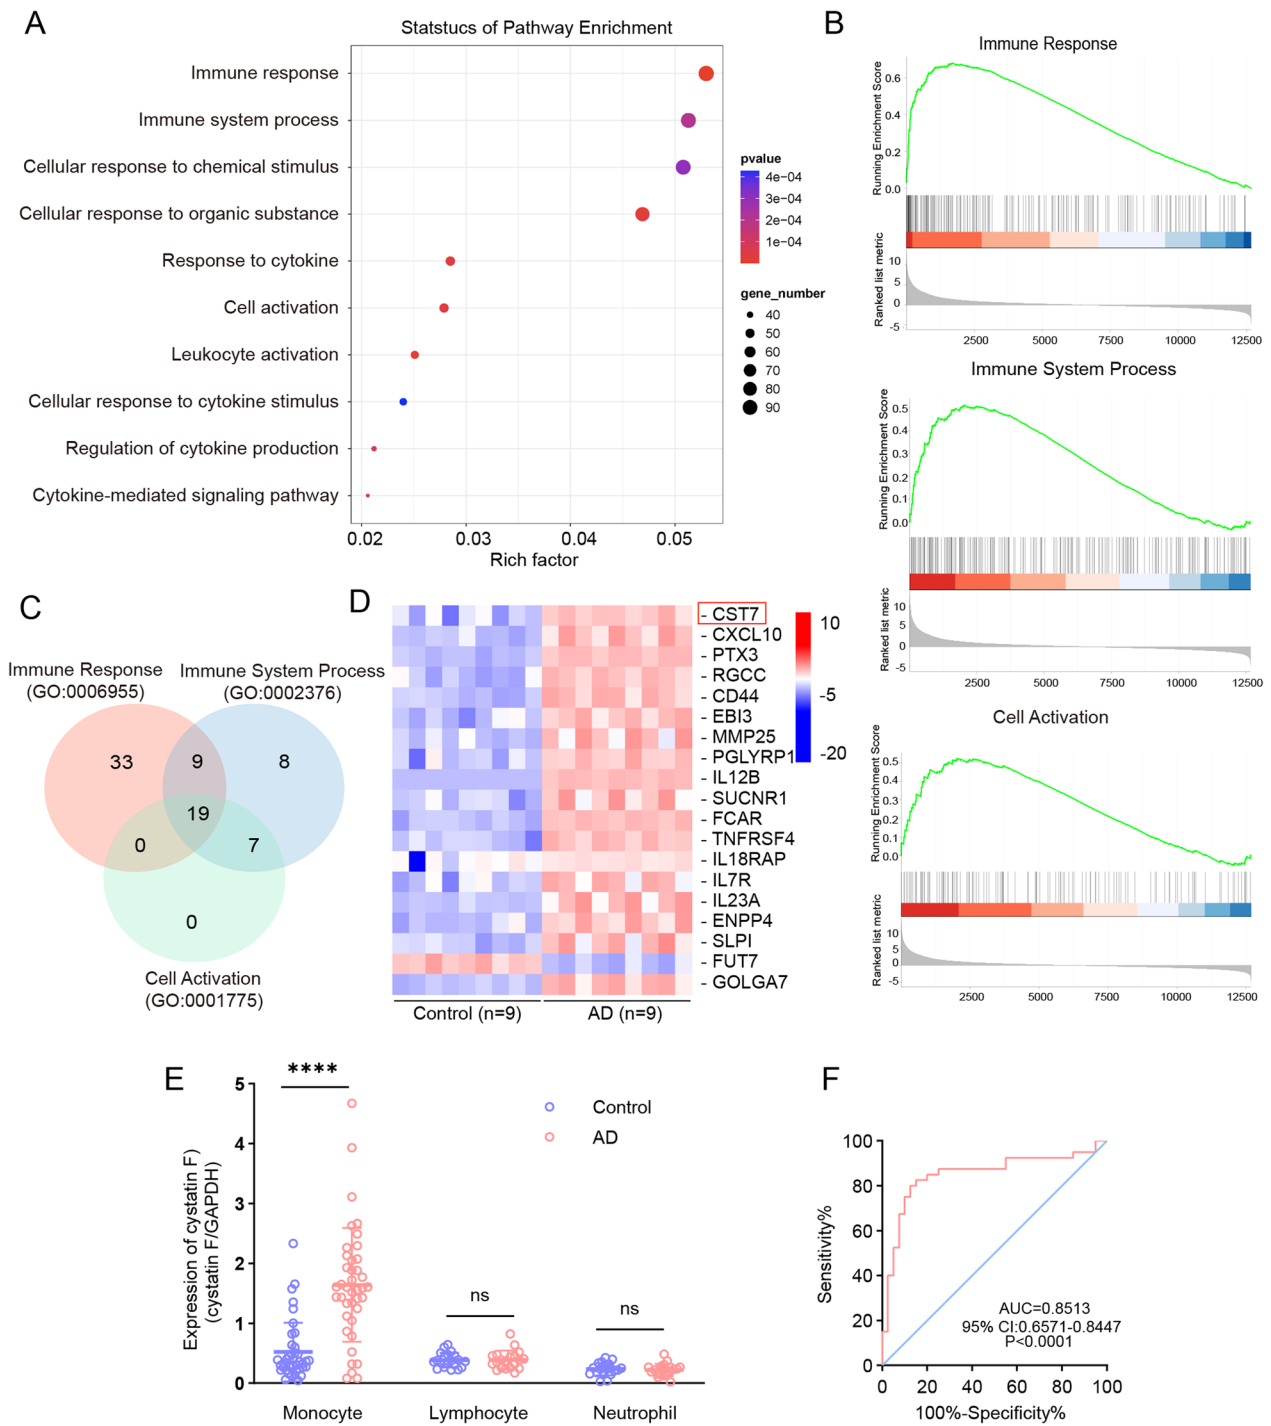 A
Statstucs of Pathway Enrichment
Immune response
Immune system process
Cellular response to chemical stimulus
Cellular response to organic substance
Response to cytokine
Cell activation
Leukocyte activation
Cellular response to cytokine stimulus
Regulation of cytokine production
Cytokine-mediated signaling pathway
0.02 0.03 0.04 0.05
Rich factor
pvalue
4e-04
3e-04
2e-04
1e-04
gene_number
40
50
60
70
80
90
B
Immune Response
Running Enrichment Score
0.6
0.4
0.2
0.0
Ranked list metric
10
5
0
-5
2500 5000 7500 10000 12500
Immune System Process
Running Enrichment Score
0.5
0.4
0.3
0.2
0.1
0.0
Ranked list metric
10
5
0
-5
2500 5000 7500 10000 12500
Cell Activation
Running Enrichment Score
0.5
0.4
0.3
0.2
0.1
0.0
Ranked list metric
10
5
0
-5
2500 5000 7500 10000 12500
C
Immune Response
(GO:0006955)
Immune System Process
(GO:0002376)
33 9 8
19
0 7
0
Cell Activation
(GO:0001775)
D
- CST7
- CXCL10
- PTX3
- RGCC
- CD44
- EBI3
- MMP25
- PGLYRP1
- IL12B
- SUCNR1
- FCAR
- TNFRSF4
- IL18RAP
- IL7R
- IL23A
- ENPP4
- SLPI
- FUT7
- GOLGA7
10
-5
-20
Control (n=9) AD (n=9)
E
Expression of cystatin F)
(cystatin F/GAPDH)
5
4
3
2
1
0
****
ns
ns
Control
AD
Monocyte Lymphocyte Neutrophil
F
Sensitivity%
100
80
60
40
20
0
AUC=0.8513
95% CI:0.6571-0.8447
P<0.0001
0 20 40 60 80 100
100%-Specificity%